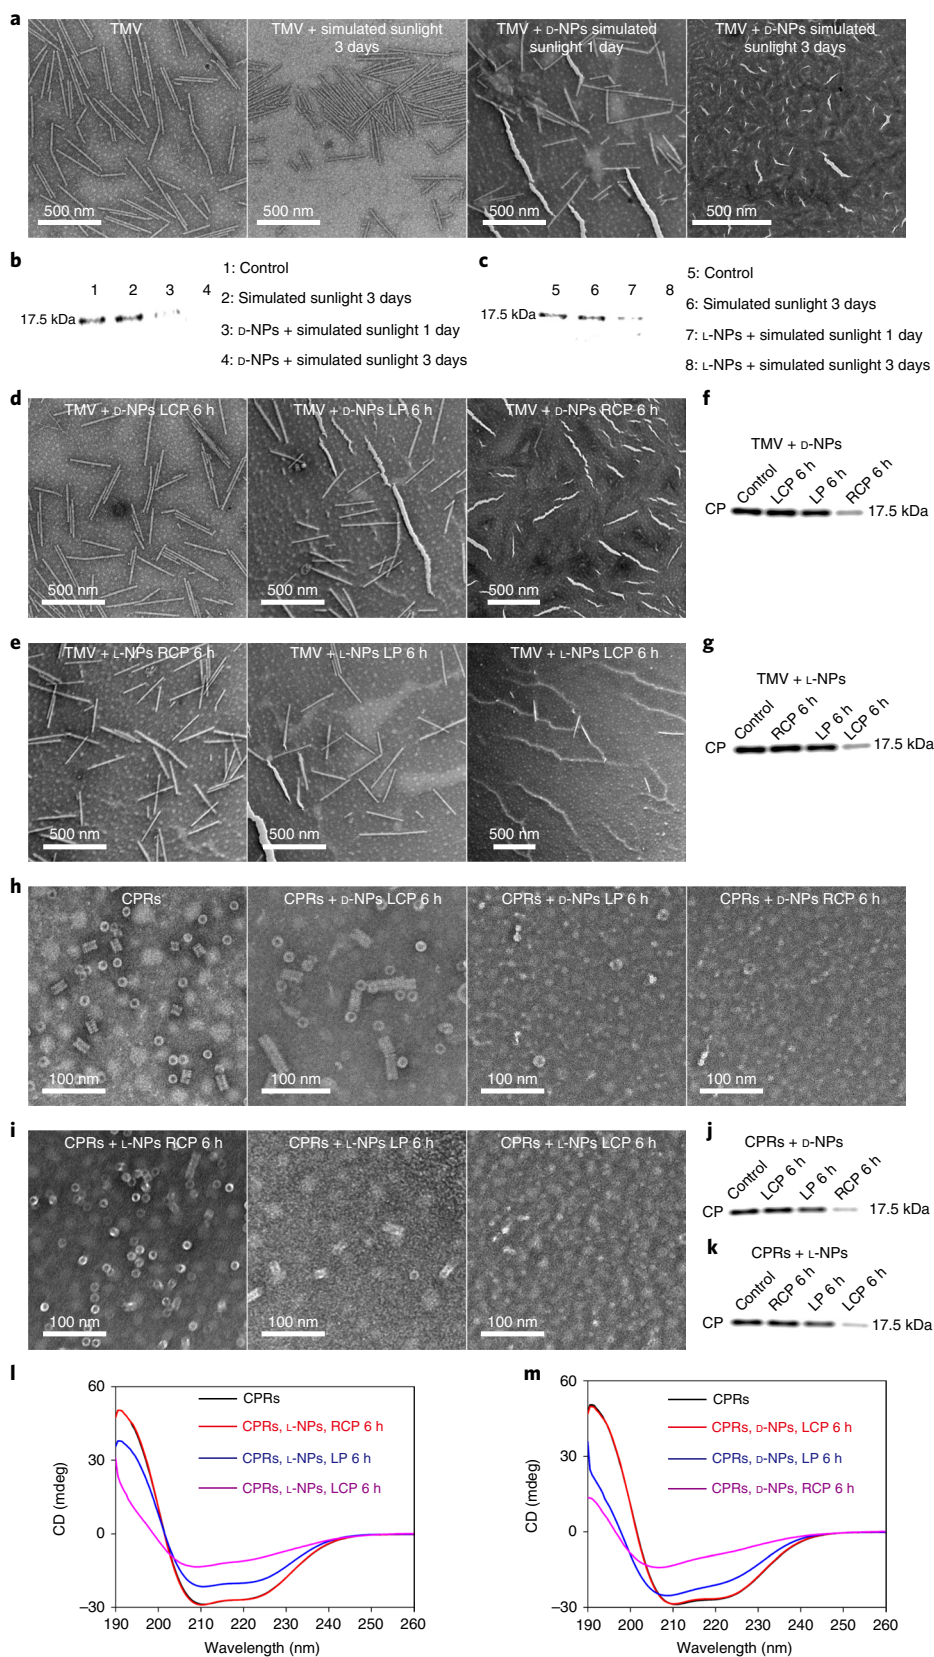 a
TMV
TMV + simulated sunlight
3 days
TMV + D-NPs simulated
sunlight 1 day
TMV + D-NPs simulated
sunlight 3 days
500 nm
500 nm
500 nm
500 nm
b
1 2 3 4
17.5 kDa
1: Control
2: Simulated sunlight 3 days
3: D-NPs + simulated sunlight 1 day
4: D-NPs + simulated sunlight 3 days
c
5 6 7 8
17.5 kDa
5: Control
6: Simulated sunlight 3 days
7: L-NPs + simulated sunlight 1 day
8: L-NPs + simulated sunlight 3 days
d
TMV + D-NPs LCP 6 h
TMV + D-NPs LP 6 h
TMV + D-NPs RCP 6 h
500 nm
500 nm
500 nm
f
TMV + D-NPs
Control
LCP 6 h
LP 6 h
RCP 6 h
CP
17.5 kDa
e
TMV + L-NPs RCP 6 h
TMV + L-NPs LP 6 h
TMV + L-NPs LCP 6 h
500 nm
500 nm
500 nm
g
TMV + L-NPs
Control
RCP 6 h
LP 6 h
LCP 6 h
CP
17.5 kDa
h
CPRs
CPRs + D-NPs LCP 6 h
CPRs + D-NPs LP 6 h
CPRs + D-NPs RCP 6 h
100 nm
100 nm
100 nm
100 nm
i
CPRs + L-NPs RCP 6 h
CPRs + L-NPs LP 6 h
CPRs + L-NPs LCP 6 h
100 nm
100 nm
100 nm
j
CPRs + D-NPs
Control
LCP 6 h
LP 6 h
RCP 6 h
CP
17.5 kDa
k
CPRs + L-NPs
Control
RCP 6 h
LP 6 h
LCP 6 h
CP
17.5 kDa
l
60
30
0
–30
CD (mdeg)
CPRs
CPRs, L-NPs, RCP 6 h
CPRs, L-NPs, LP 6 h
CPRs, L-NPs, LCP 6 h
190 200 210 220 230 240 250 260
Wavelength (nm)
m
60
30
0
–30
CD (mdeg)
CPRs
CPRs, D-NPs, LCP 6 h
CPRs, D-NPs, LP 6 h
CPRs, D-NPs, RCP 6 h
190 200 210 220 230 240 250 260
Wavelength (nm)